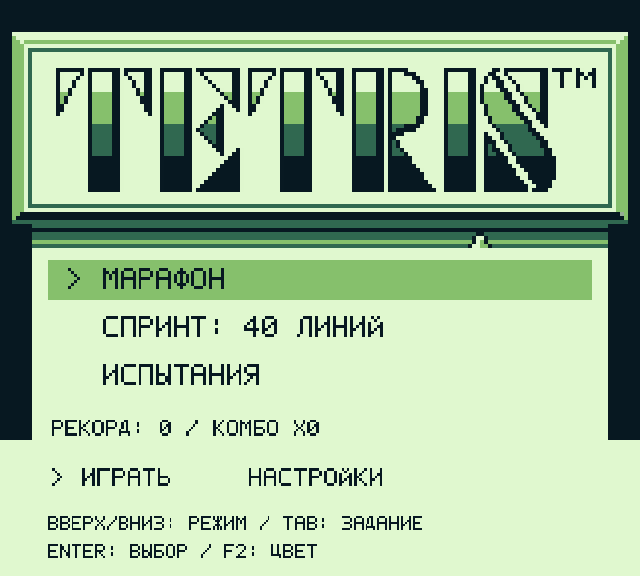 TETRIS™
> МАРАФОН
СПРИНТ: 40 ЛИНИЙ
ИСПЫТАНИЯ
РЕКОРД: 0 / КОМБО X0
> ИГРАТЬ НАСТРОЙКИ
ВВЕРХ/ВНИЗ: РЕЖИМ / TAB: ЗАДАНИЕ
ENTER: ВЫБОР / F2: ЦВЕТ